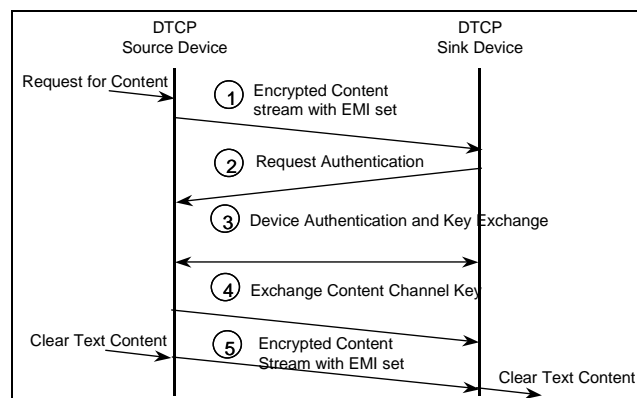 DTCP
Source Device
DTCP
Sink Device
Request for Content
1
Encrypted Content
stream with EMI set
2
Request Authentication
3
Device Authentication and Key Exchange
4
Exchange Content Channel Key
Clear Text Content
5
Encrypted Content
Stream with EMI set
Clear Text Content